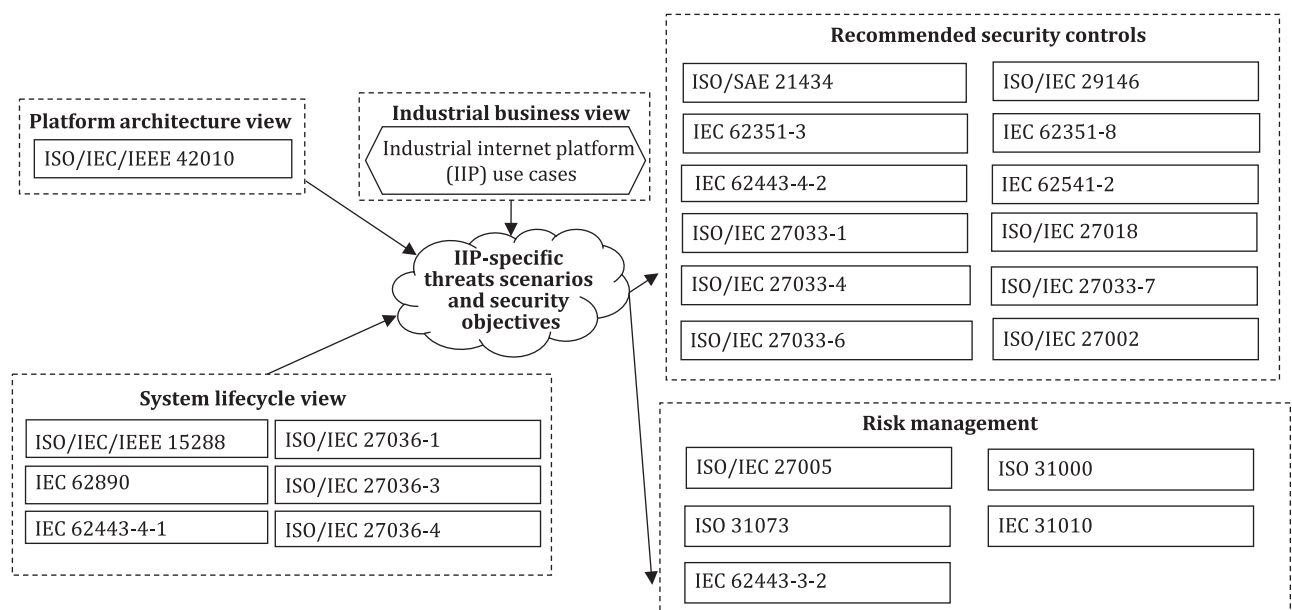 Platform architecture view
ISO/IEC/IEEE 42010
Industrial business view
Industrial internet platform
(IIP) use cases
IIP-specific
threats scenarios
and security
objectives
System lifecycle view
ISO/IEC/IEEE 15288
ISO/IEC 27036-1
IEC 62890
ISO/IEC 27036-3
IEC 62443-4-1
ISO/IEC 27036-4
Recommended security controls
ISO/SAE 21434
ISO/IEC 29146
IEC 62351-3
IEC 62351-8
IEC 62443-4-2
IEC 62541-2
ISO/IEC 27033-1
ISO/IEC 27018
ISO/IEC 27033-4
ISO/IEC 27033-7
ISO/IEC 27033-6
ISO/IEC 27002
Risk management
ISO/IEC 27005
ISO 31000
ISO 31073
IEC 31010
IEC 62443-3-2